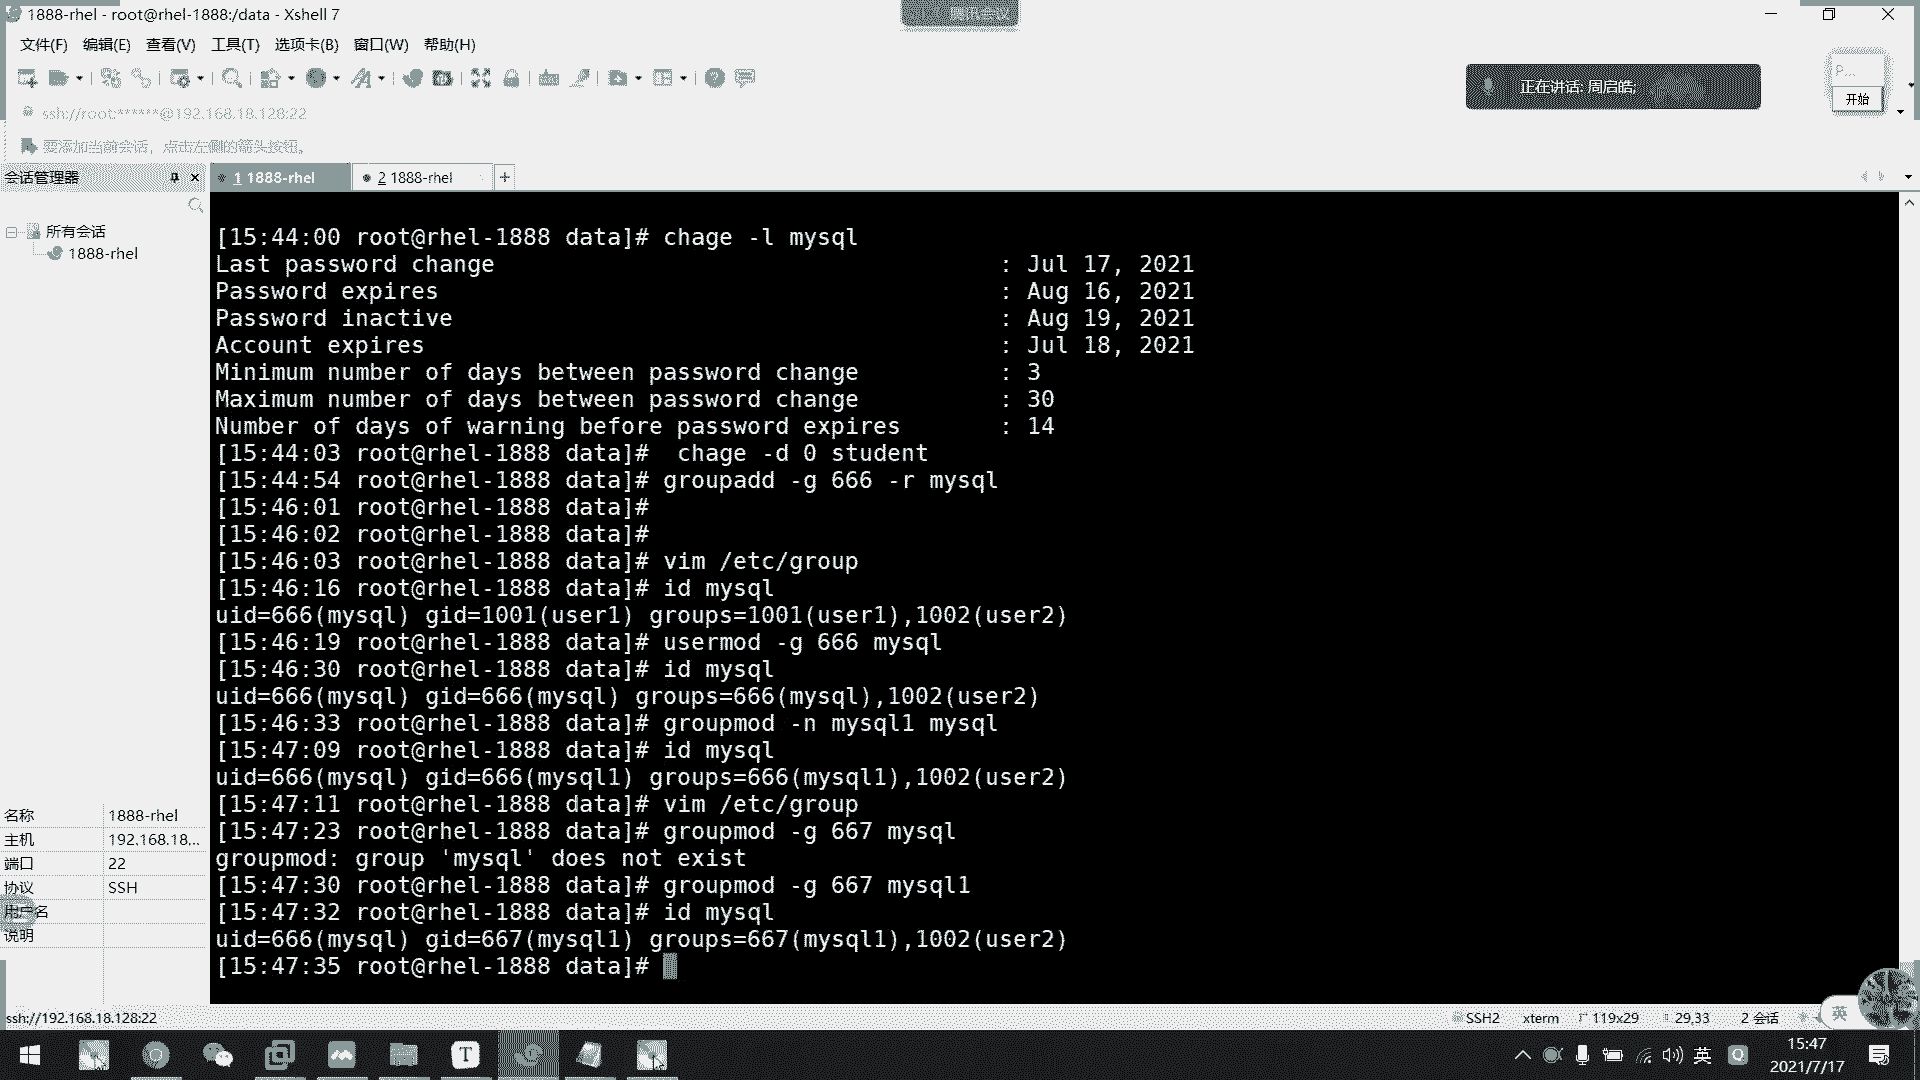 1888-rhel - root@rhel-1888:/data - Xshell 7
腾讯会议
文件(F) 编辑(E) 查看(V) 工具(T) 选项卡(B) 窗口(W) 帮助(H)
正在讲话: 周启皓;
P...
开始
ssh://root:******@192.168.18.128:22
要添加当前会话，点击左侧的箭头按钮。
会话管理器
1 1888-rhel
2 1888-rhel
所有会话
1888-rhel
[15:44:00 root@rhel-1888 data]# chage -l mysql
Last password change : Jul 17, 2021
Password expires : Aug 16, 2021
Password inactive : Aug 19, 2021
Account expires : Jul 18, 2021
Minimum number of days between password change : 3
Maximum number of days between password change : 30
Number of days of warning before password expires : 14
[15:44:03 root@rhel-1888 data]#  chage -d 0 student
[15:44:54 root@rhel-1888 data]# groupadd -g 666 -r mysql
[15:46:01 root@rhel-1888 data]#
[15:46:02 root@rhel-1888 data]#
[15:46:03 root@rhel-1888 data]# vim /etc/group
[15:46:16 root@rhel-1888 data]# id mysql
uid=666(mysql) gid=1001(user1) groups=1001(user1),1002(user2)
[15:46:19 root@rhel-1888 data]# usermod -g 666 mysql
[15:46:30 root@rhel-1888 data]# id mysql
uid=666(mysql) gid=666(mysql) groups=666(mysql),1002(user2)
[15:46:33 root@rhel-1888 data]# groupmod -n mysql1 mysql
[15:47:09 root@rhel-1888 data]# id mysql
uid=666(mysql) gid=666(mysql1) groups=666(mysql1),1002(user2)
[15:47:11 root@rhel-1888 data]# vim /etc/group
[15:47:23 root@rhel-1888 data]# groupmod -g 667 mysql
groupmod: group 'mysql' does not exist
[15:47:30 root@rhel-1888 data]# groupmod -g 667 mysql1
[15:47:32 root@rhel-1888 data]# id mysql
uid=666(mysql) gid=667(mysql1) groups=667(mysql1),1002(user2)
[15:47:35 root@rhel-1888 data]#
名称 1888-rhel
主机 192.168.18...
端口 22
协议 SSH
用户名
说明
ssh://192.168.18.128:22
SSH2 xterm 119x29 29,33 2 会话
英
T
英
15:47
2021/7/17